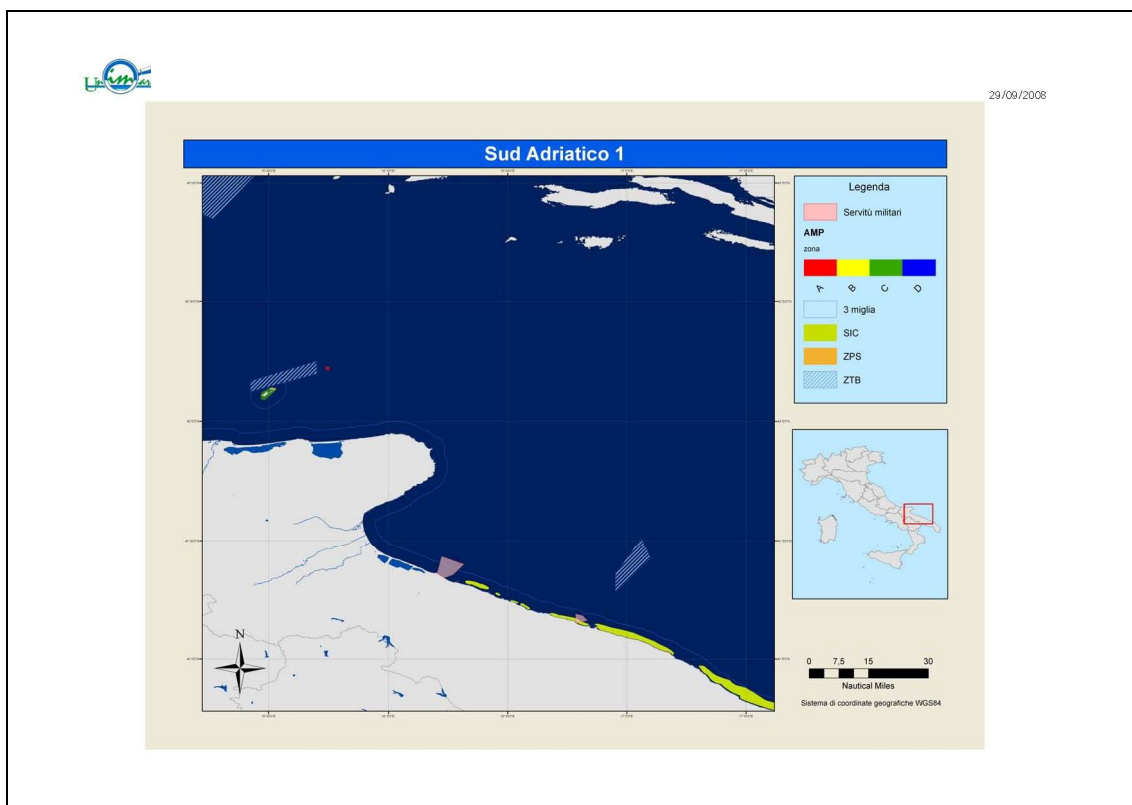 Unimar
29/09/2008
Sud Adriatico 1
Legenda
Servitù militari
AMP
zona
A B C D
3 miglia
SIC
ZPS
ZTB
N
0 7,5 15 30
Nautical Miles
Sistema di coordinate geografiche WGS84